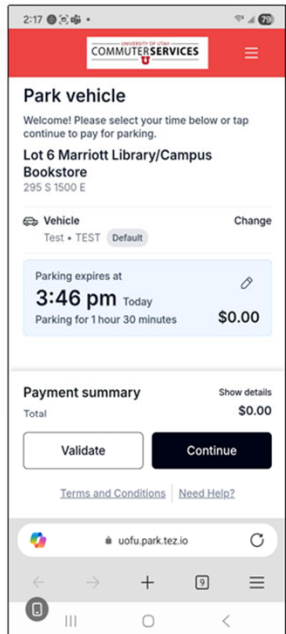 2:17
79
UNIVERSITY OF UTAH
COMMUTERSERVICES
U
Park vehicle
Welcome! Please select your time below or tap
continue to pay for parking.
Lot 6 Marriott Library/Campus
Bookstore
295 S 1500 E
Vehicle
Change
Test • TEST
Default
Parking expires at
3:46 pm Today
Parking for 1 hour 30 minutes
$0.00
Payment summary
Show details
Total
$0.00
Validate
Continue
Terms and Conditions
Need Help?
uofu.park.tez.io
9